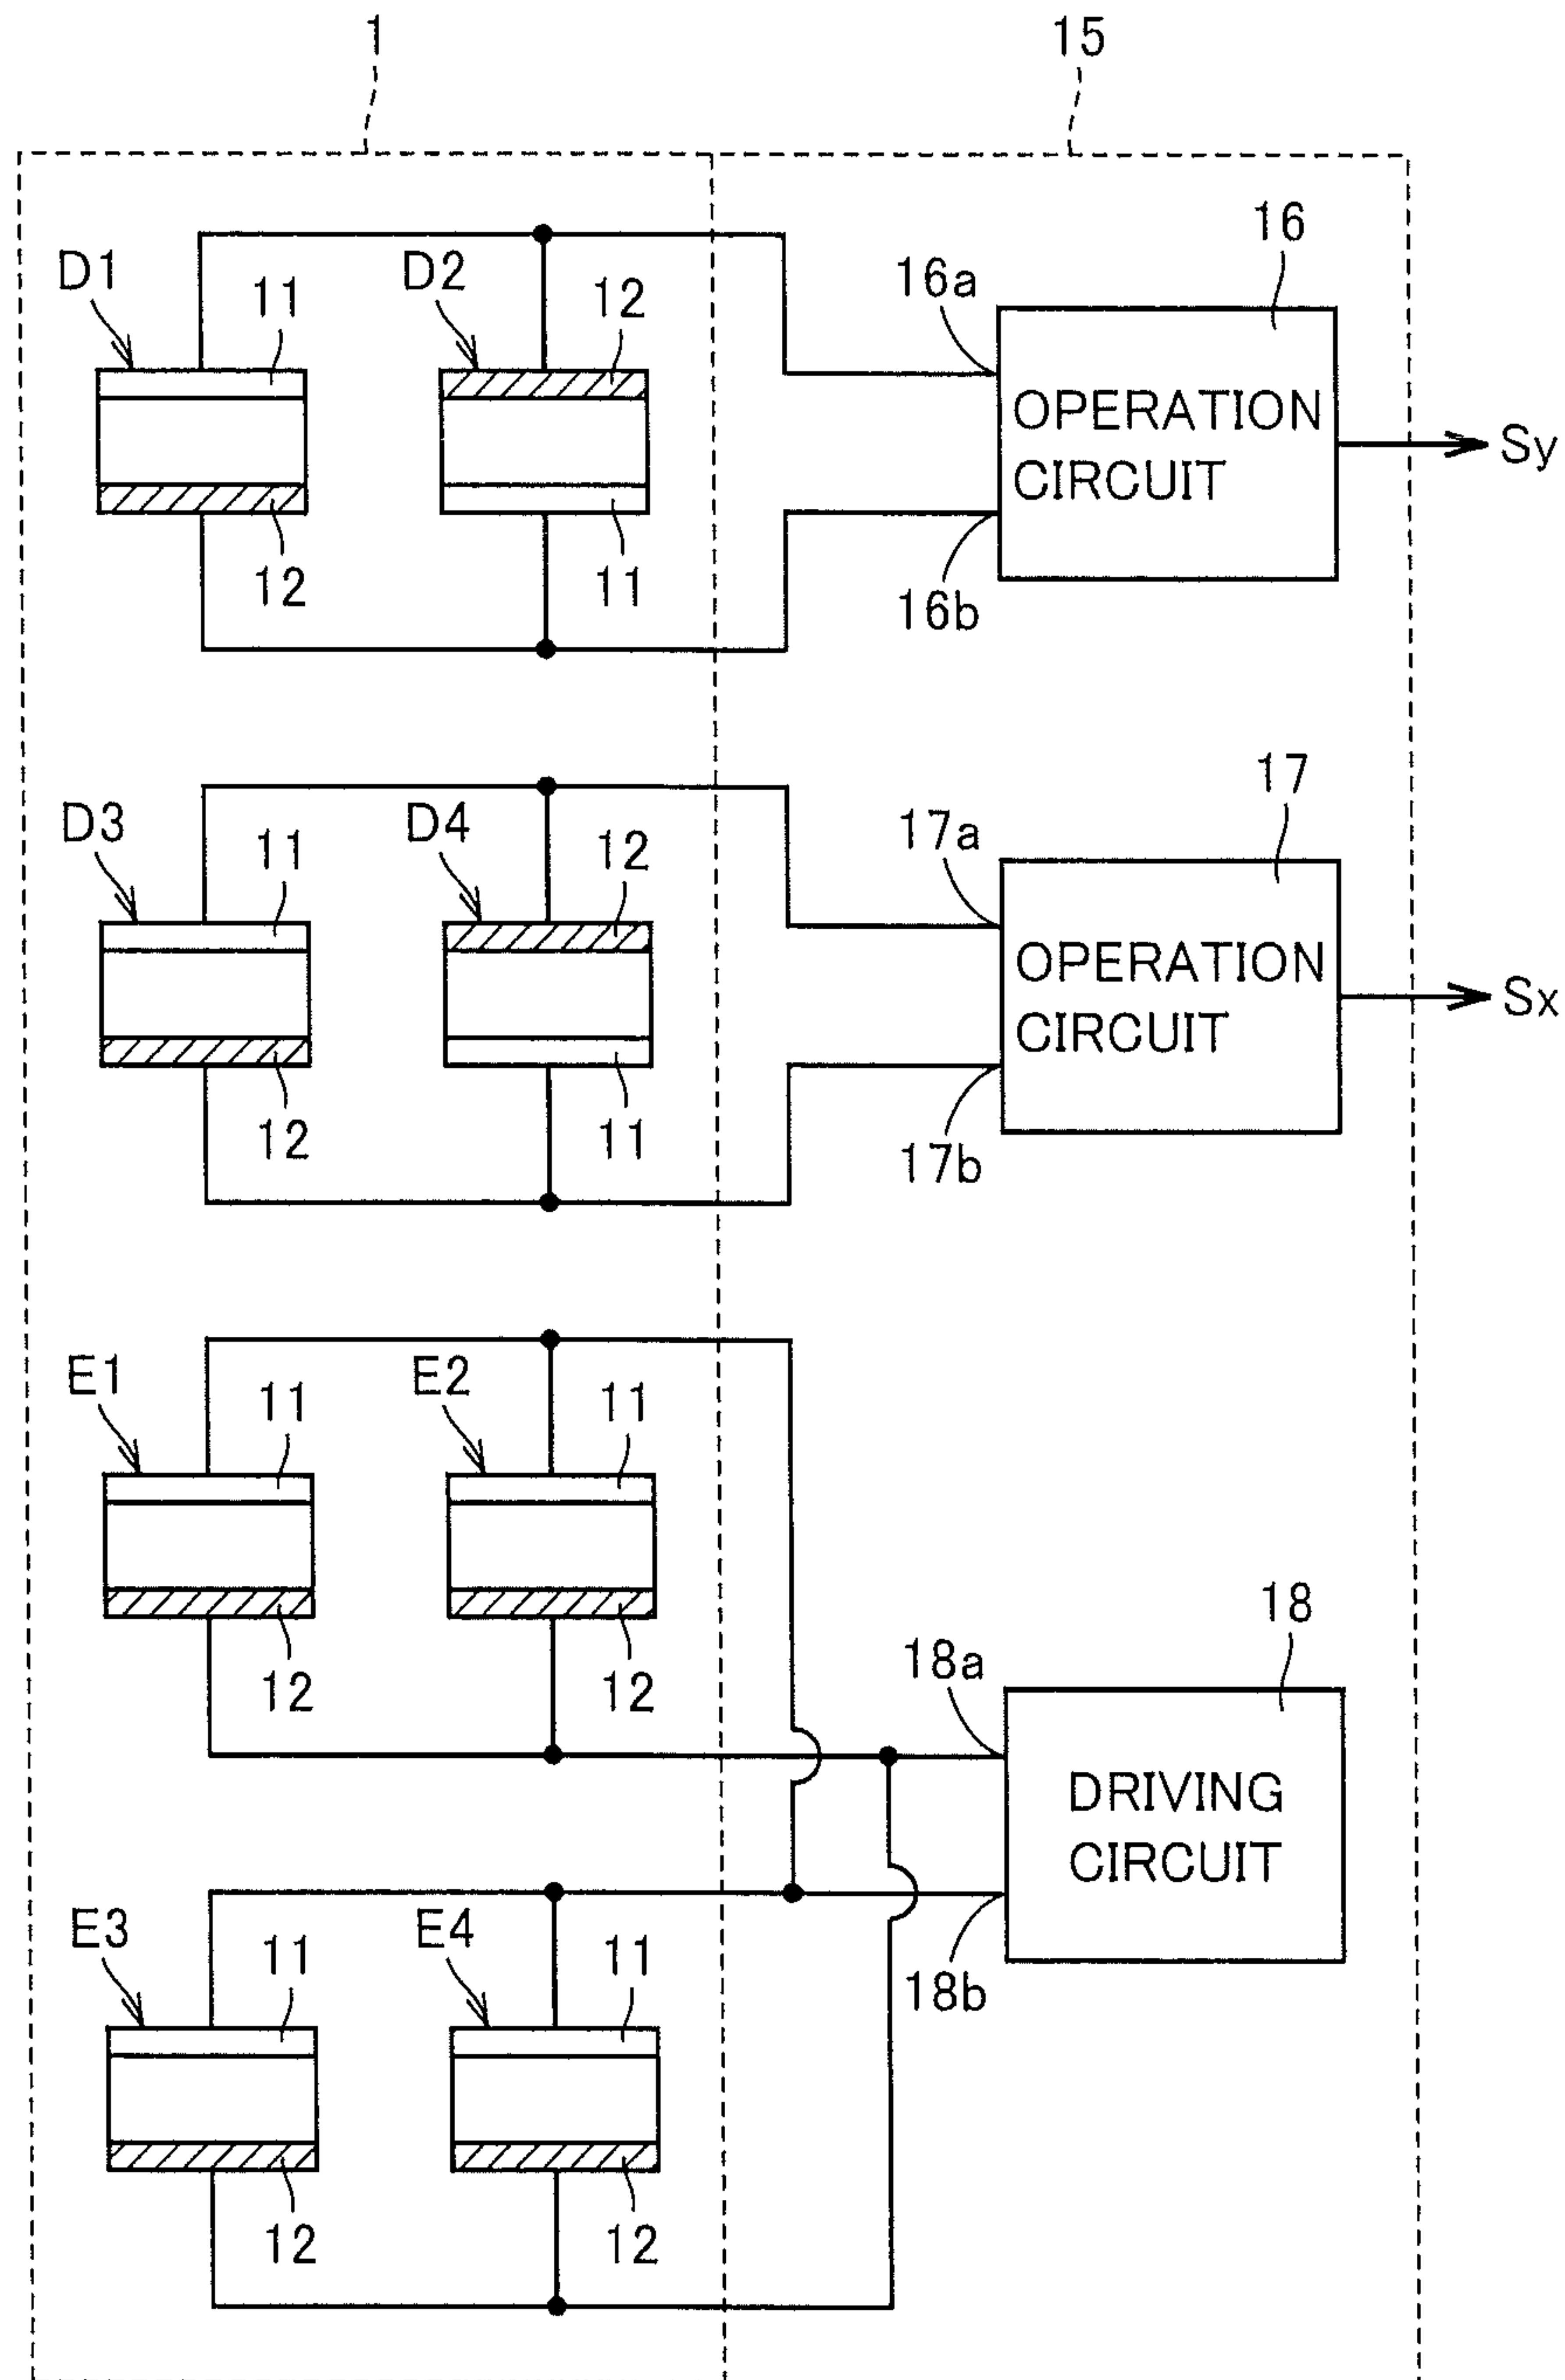 1
15
D1
11
D2
12
16a
16
OPERATION
CIRCUIT
Sy
12
11
16b
D3
11
D4
12
17a
17
OPERATION
CIRCUIT
Sx
12
11
17b
E1
11
E2
11
12
12
18a
18
DRIVING
CIRCUIT
E3
11
E4
11
18b
12
12